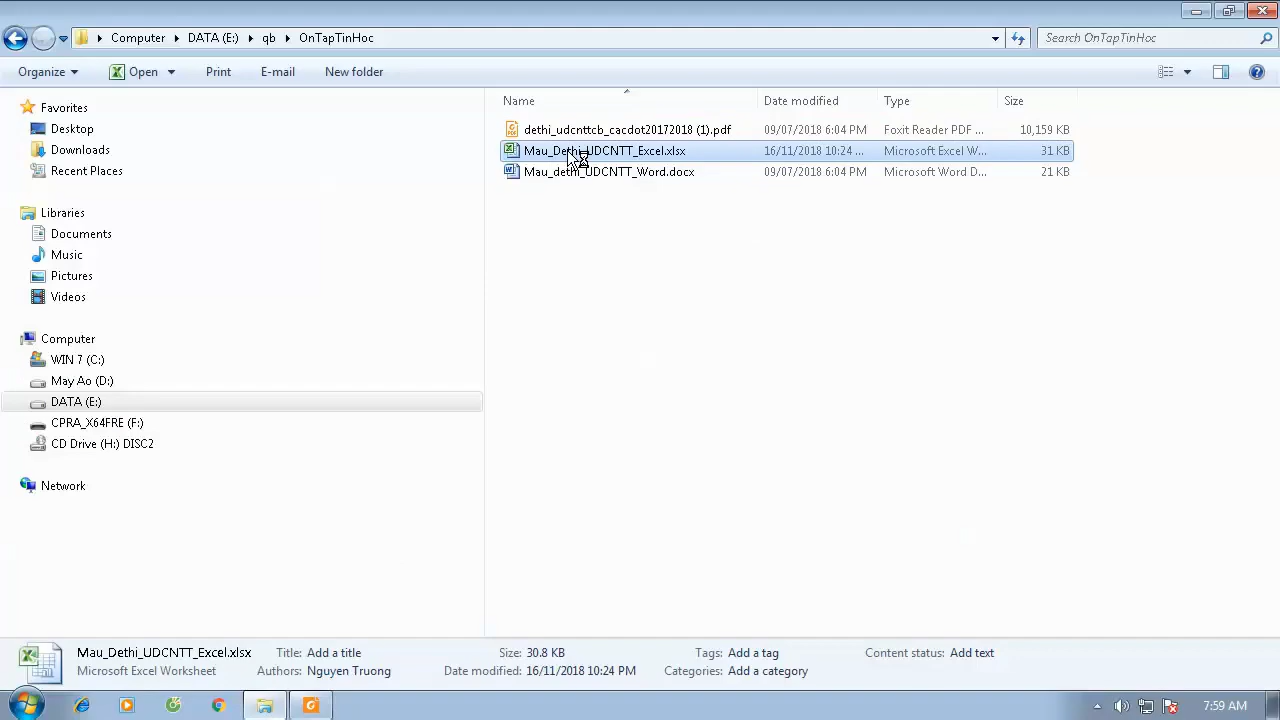 Computer DATA (E:) qb OnTapTinHoc Search OnTapTinHoc
Organize Open Print E-mail New folder
Name Date modified Type Size
dethi_udcnttcb_cacdot20172018 (1).pdf 09/07/2018 6:04 PM Foxit Reader PDF ... 10,159 KB
Mau_Dethi_UDCNTT_Excel.xlsx 16/11/2018 10:24 ... Microsoft Excel W... 31 KB
Mau_dethi_UDCNTT_Word.docx 09/07/2018 6:04 PM Microsoft Word D... 21 KB
Favorites
Desktop
Downloads
Recent Places
Libraries
Documents
Music
Pictures
Videos
Computer
WIN 7 (C:)
May Ao (D:)
DATA (E:)
CPRA_X64FRE (F:)
CD Drive (H:) DISC2
Network
Mau_Dethi_UDCNTT_Excel.xlsx Title: Add a title Size: 30.8 KB Tags: Add a tag Content status: Add text
Microsoft Excel Worksheet Authors: Nguyen Truong Date modified: 16/11/2018 10:24 PM Categories: Add a category
7:59 AM